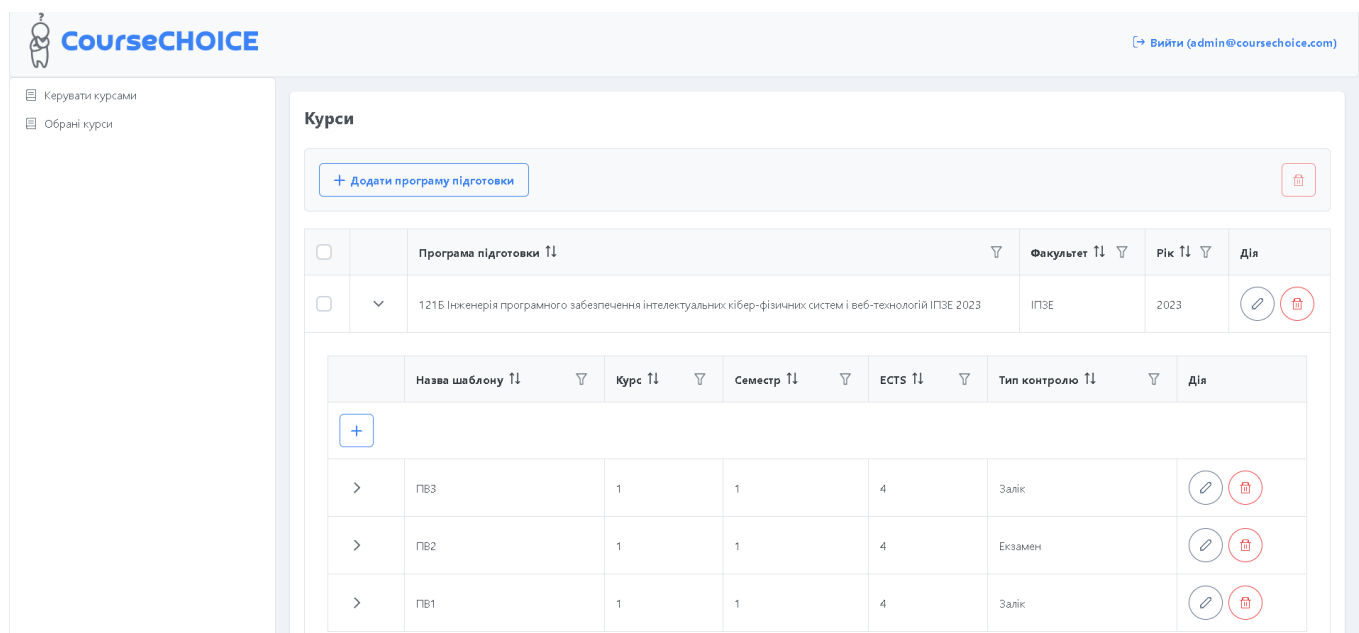 CourseCHOICE
Вийти (admin@coursechoice.com)
Керувати курсами
Обрані курси
Курси
Додати програму підготовки
Програма підготовки Факультет Рік Дія
121Б Інженерія програмного забезпечення інтелектуальних кібер-фізичних систем і веб-технологій ІПЗЕ 2023 ІПЗЕ 2023
Назва шаблону Курс Семестр ECTS Тип контролю Дія
ПВ3 1 1 4 Залік
ПВ2 1 1 4 Екзамен
ПВ1 1 1 4 Залік